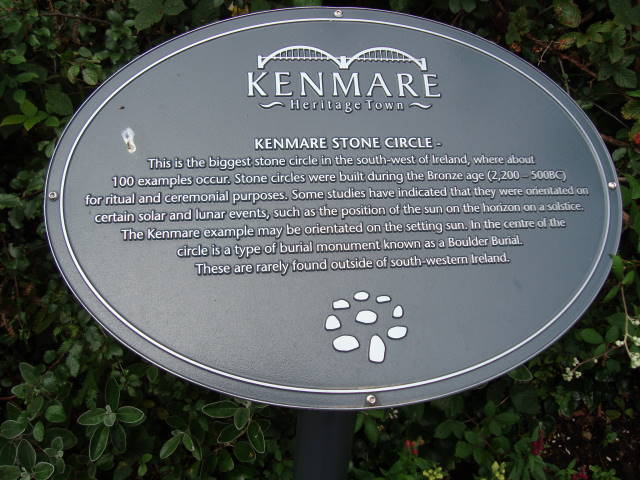 KENMARE
Heritage Town
KENMARE STONE CIRCLE -
This is the biggest stone circle in the south-west of Ireland, where about
100 examples occur. Stone circles were built during the Bronze age (2,200 – 500BC)
for ritual and ceremonial purposes. Some studies have indicated that they were orientated on
certain solar and lunar events, such as the position of the sun on the horizon on a solstice.
The Kenmare example may be orientated on the setting sun. In the centre of the
circle is a type of burial monument known as a Boulder Burial.
These are rarely found outside of south-western Ireland.